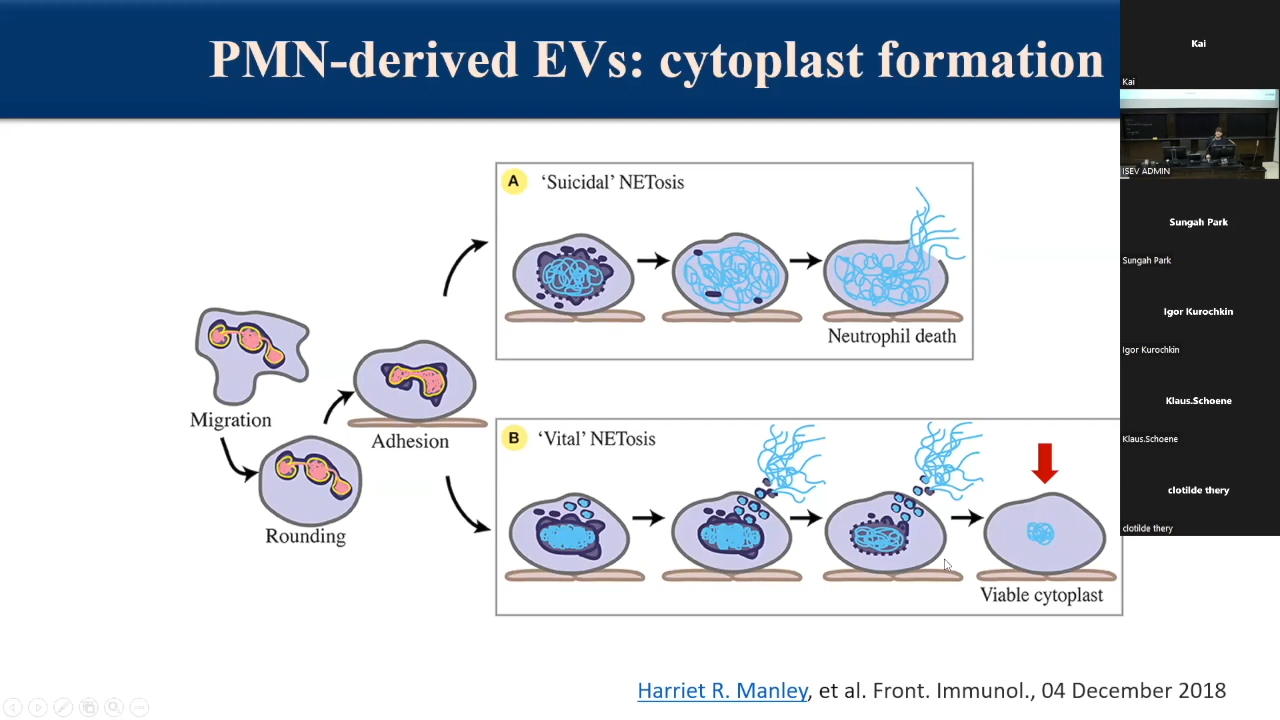 PMN-derived EVs: cytoplast formation
A 'Suicidal' NETosis
Neutrophil death
Migration
Adhesion
Rounding
B 'Vital' NETosis
Viable cytoplast
Harriet R. Manley, et al. Front. Immunol., 04 December 2018
Kai
Kai
ISEV ADMIN
Sungah Park
Sungah Park
Igor Kurochkin
Igor Kurochkin
Klaus.Schoene
Klaus.Schoene
clotilde thery
clotilde thery